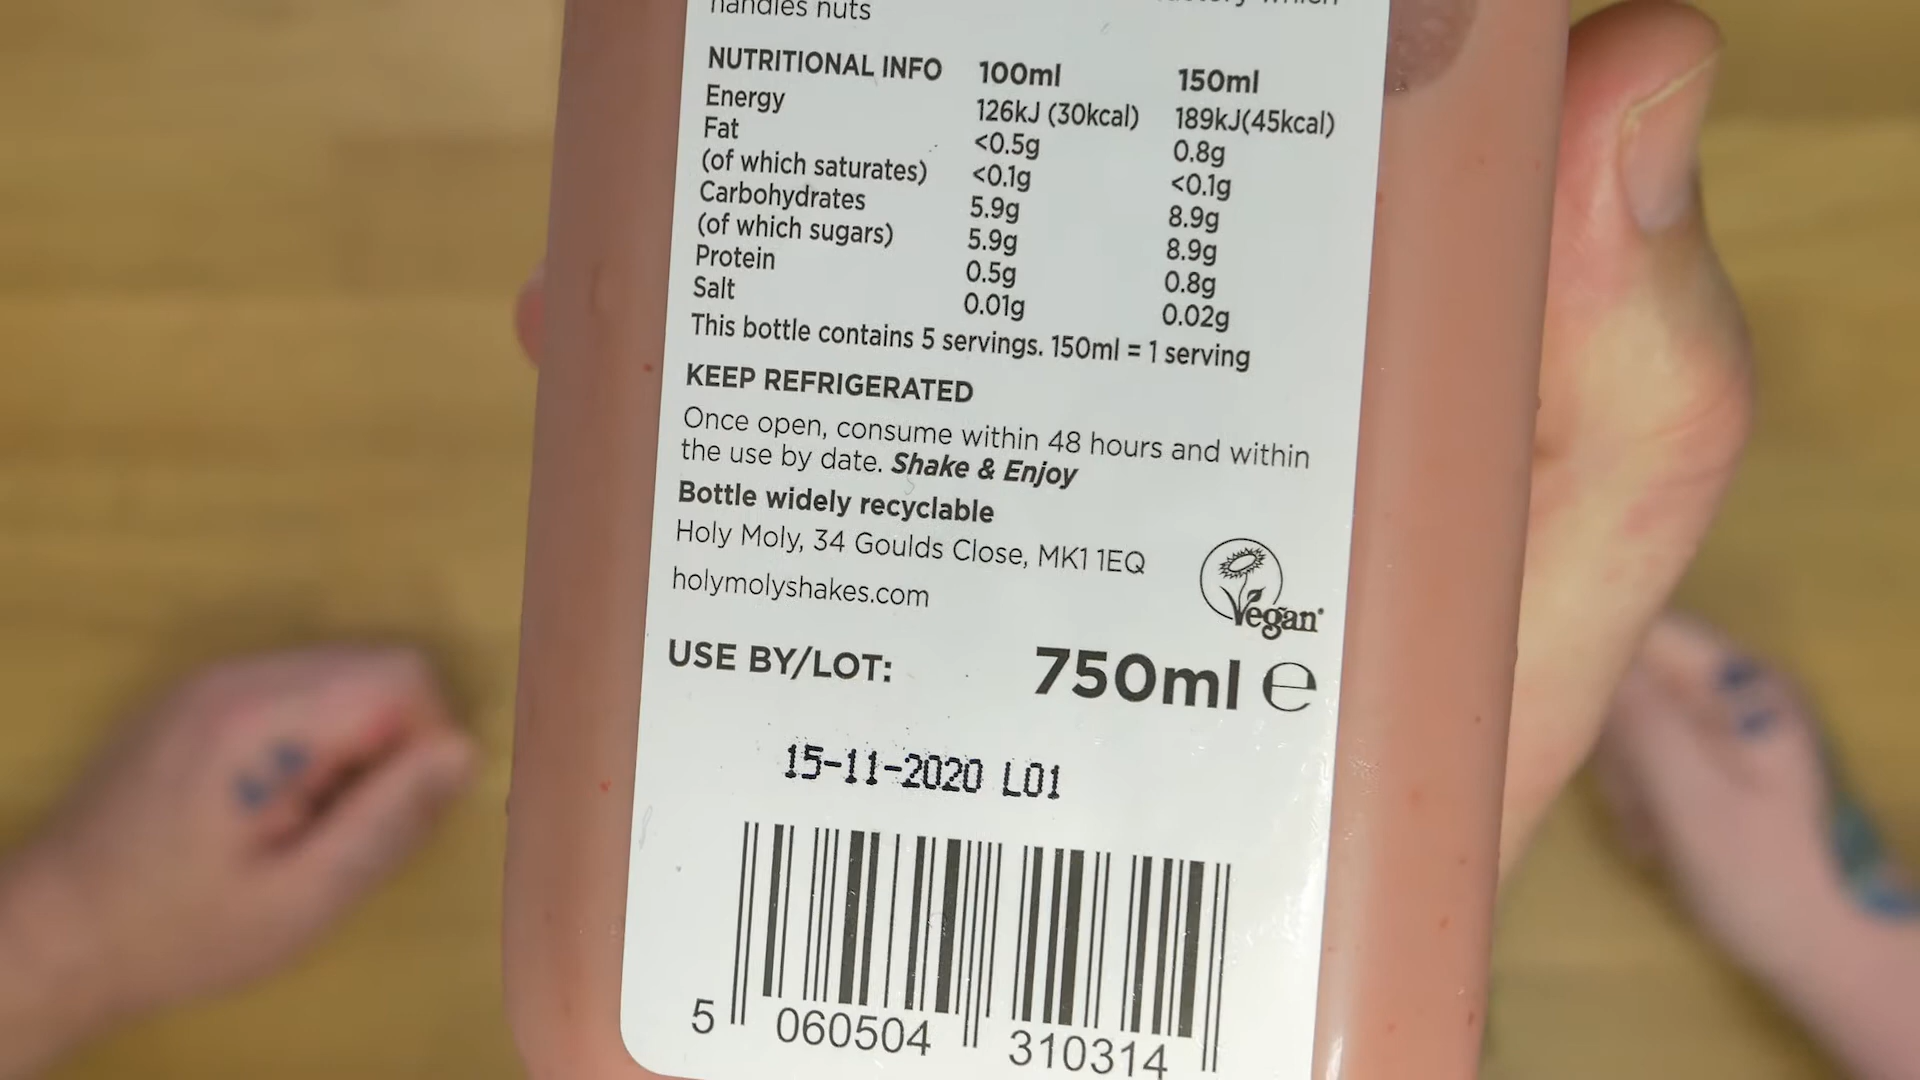 handles nuts
NUTRITIONAL INFO 100ml 150ml
Energy 126kJ (30kcal) 189kJ(45kcal)
Fat <0.5g 0.8g
(of which saturates) <0.1g <0.1g
Carbohydrates 5.9g 8.9g
(of which sugars) 5.9g 8.9g
Protein 0.5g 0.8g
Salt 0.01g 0.02g
This bottle contains 5 servings. 150ml = 1 serving
KEEP REFRIGERATED
Once open, consume within 48 hours and within
the use by date. Shake & Enjoy
Bottle widely recyclable
Holy Moly, 34 Goulds Close, MK1 1EQ
holymolyshakes.com
Vegan
USE BY/LOT: 750ml ℮
15-11-2020 L01
5 060504 310314